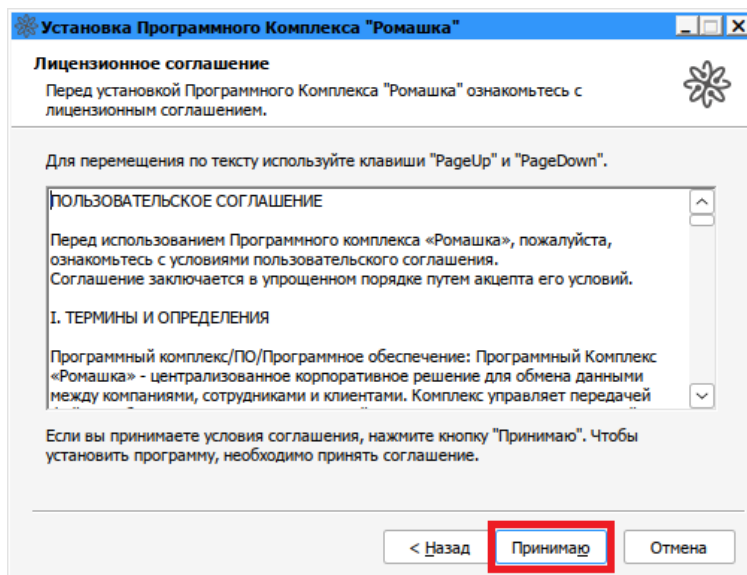 Установка Программного Комплекса "Ромашка"
Лицензионное соглашение
Перед установкой Программного Комплекса "Ромашка" ознакомьтесь с
лицензионным соглашением.
Для перемещения по тексту используйте клавиши "PageUp" и "PageDown".
ПОЛЬЗОВАТЕЛЬСКОЕ СОГЛАШЕНИЕ
Перед использованием Программного комплекса «Ромашка», пожалуйста,
ознакомьтесь с условиями пользовательского соглашения.
Соглашение заключается в упрощенном порядке путем акцепта его условий.
I. ТЕРМИНЫ И ОПРЕДЕЛЕНИЯ
Программный комплекс/ПО/Программное обеспечение: Программный Комплекс
«Ромашка» - централизованное корпоративное решение для обмена данными
между компаниями, сотрудниками и клиентами. Комплекс управляет передачей
Если вы принимаете условия соглашения, нажмите кнопку "Принимаю". Чтобы
установить программу, необходимо принять соглашение.
< Назад
Принимаю
Отмена